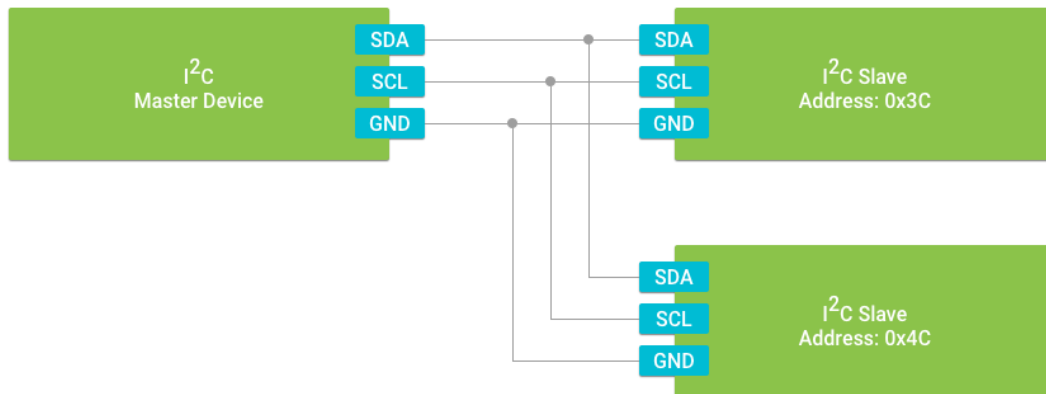 I²C
Master Device
SDA
SCL
GND
SDA
SCL
GND
I²C Slave
Address: 0x3C
SDA
SCL
GND
I²C Slave
Address: 0x4C